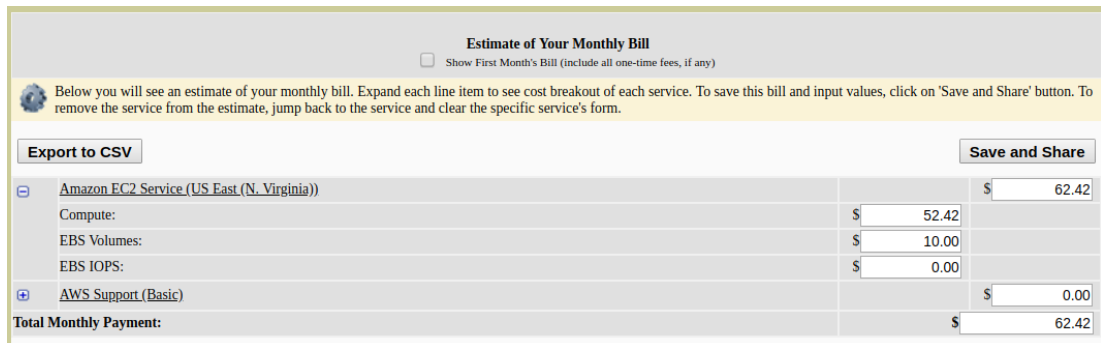 Estimate of Your Monthly Bill
Show First Month's Bill (include all one-time fees, if any)
Below you will see an estimate of your monthly bill. Expand each line item to see cost breakout of each service. To save this bill and input values, click on 'Save and Share' button. To
remove the service from the estimate, jump back to the service and clear the specific service's form.
Export to CSV Save and Share
Amazon EC2 Service (US East (N. Virginia)) $ 62.42
Compute: $ 52.42
EBS Volumes: $ 10.00
EBS IOPS: $ 0.00
AWS Support (Basic) $ 0.00
Total Monthly Payment: $ 62.42